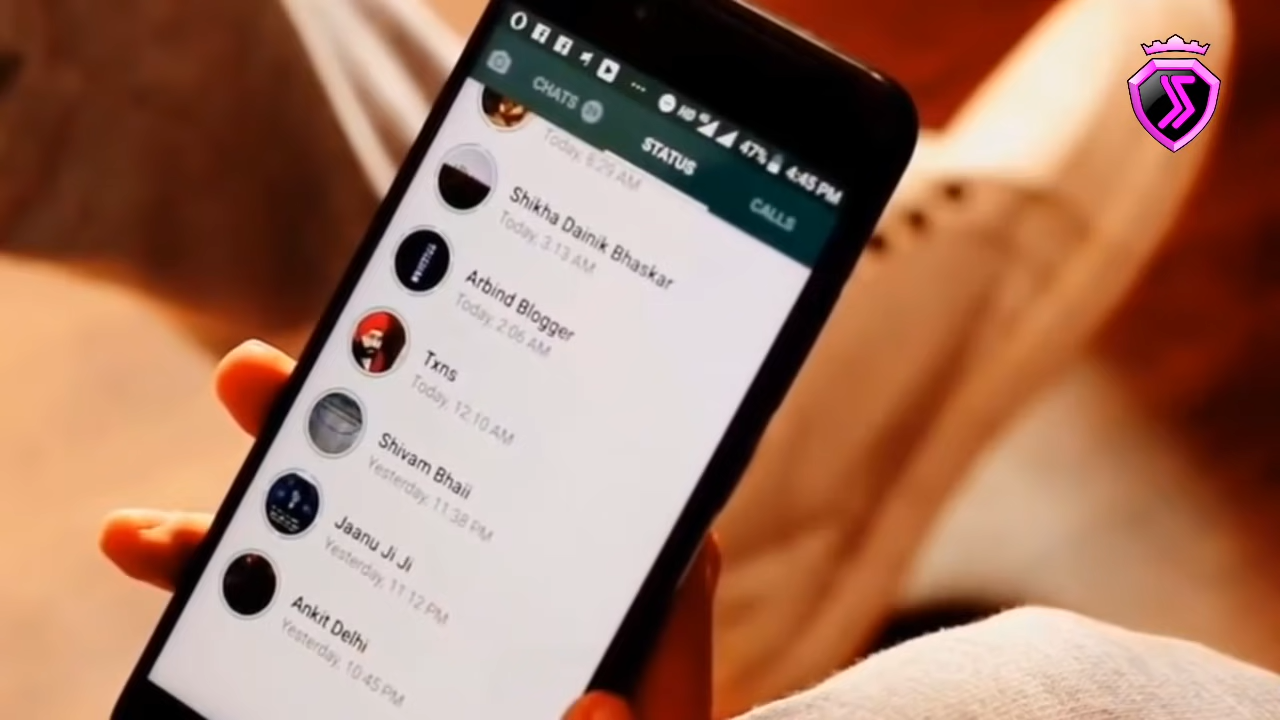 47% 4:45 PM
CHATS
STATUS
CALLS
Today, 6:29 AM
Shikha Dainik Bhaskar
Today, 3:13 AM
Arbind Blogger
Today, 2:06 AM
Txns
Today, 12:10 AM
Shivam Bhaii
Yesterday, 11:38 PM
Jaanu Ji Ji
Yesterday, 11:12 PM
Ankit Delhi
Yesterday, 10:45 PM